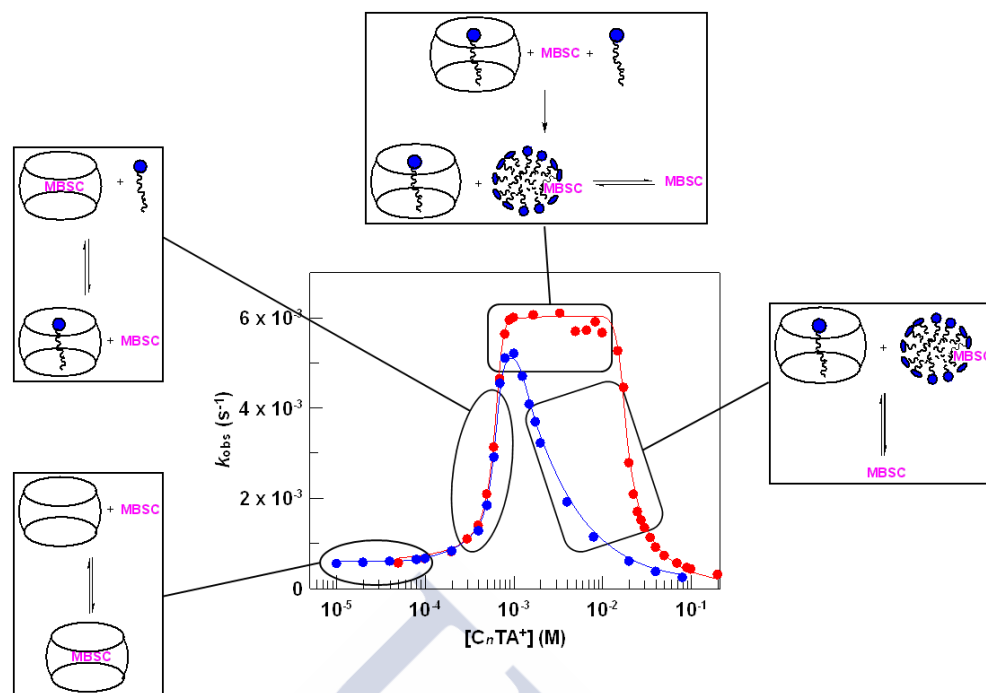 + MBSC +
+
MBSC
MBSC
MBSC
+
+ MBSC
+
MBSC
MBSC
+ MBSC
MBSC
6 x 10⁻³
4 x 10⁻³
2 x 10⁻³
0
kobs (s⁻¹)
10⁻⁵ 10⁻⁴ 10⁻³ 10⁻² 10⁻¹
[CnTA⁺] (M)